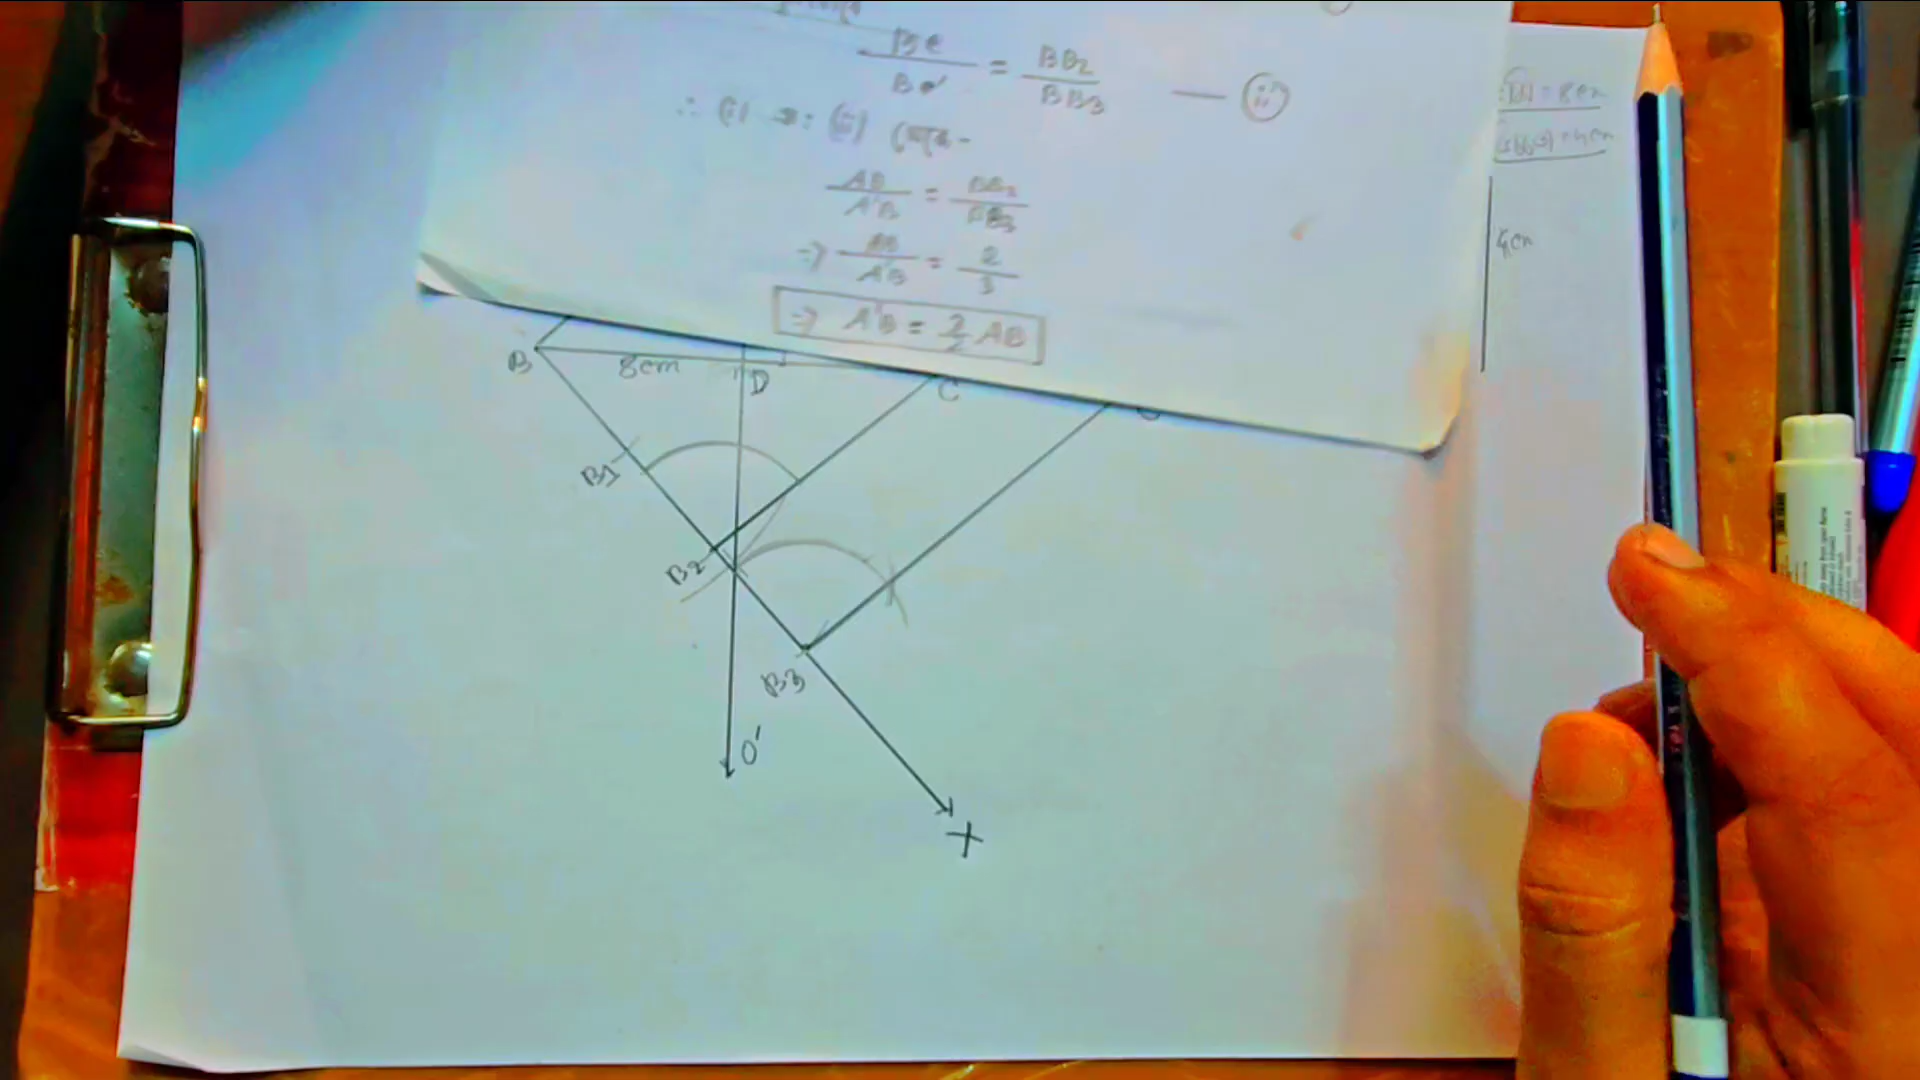 BC / BC' = BB2 / BB3 — (ii)
∴ (i) (ii)
AB / A'B = BB2 / BB3
⇒ AB / A'B = 2 / 3
⇒ A'B = 3/2 AB
B 8cm D C
B1
B2
B3
O'
X
= 8cm
4cm